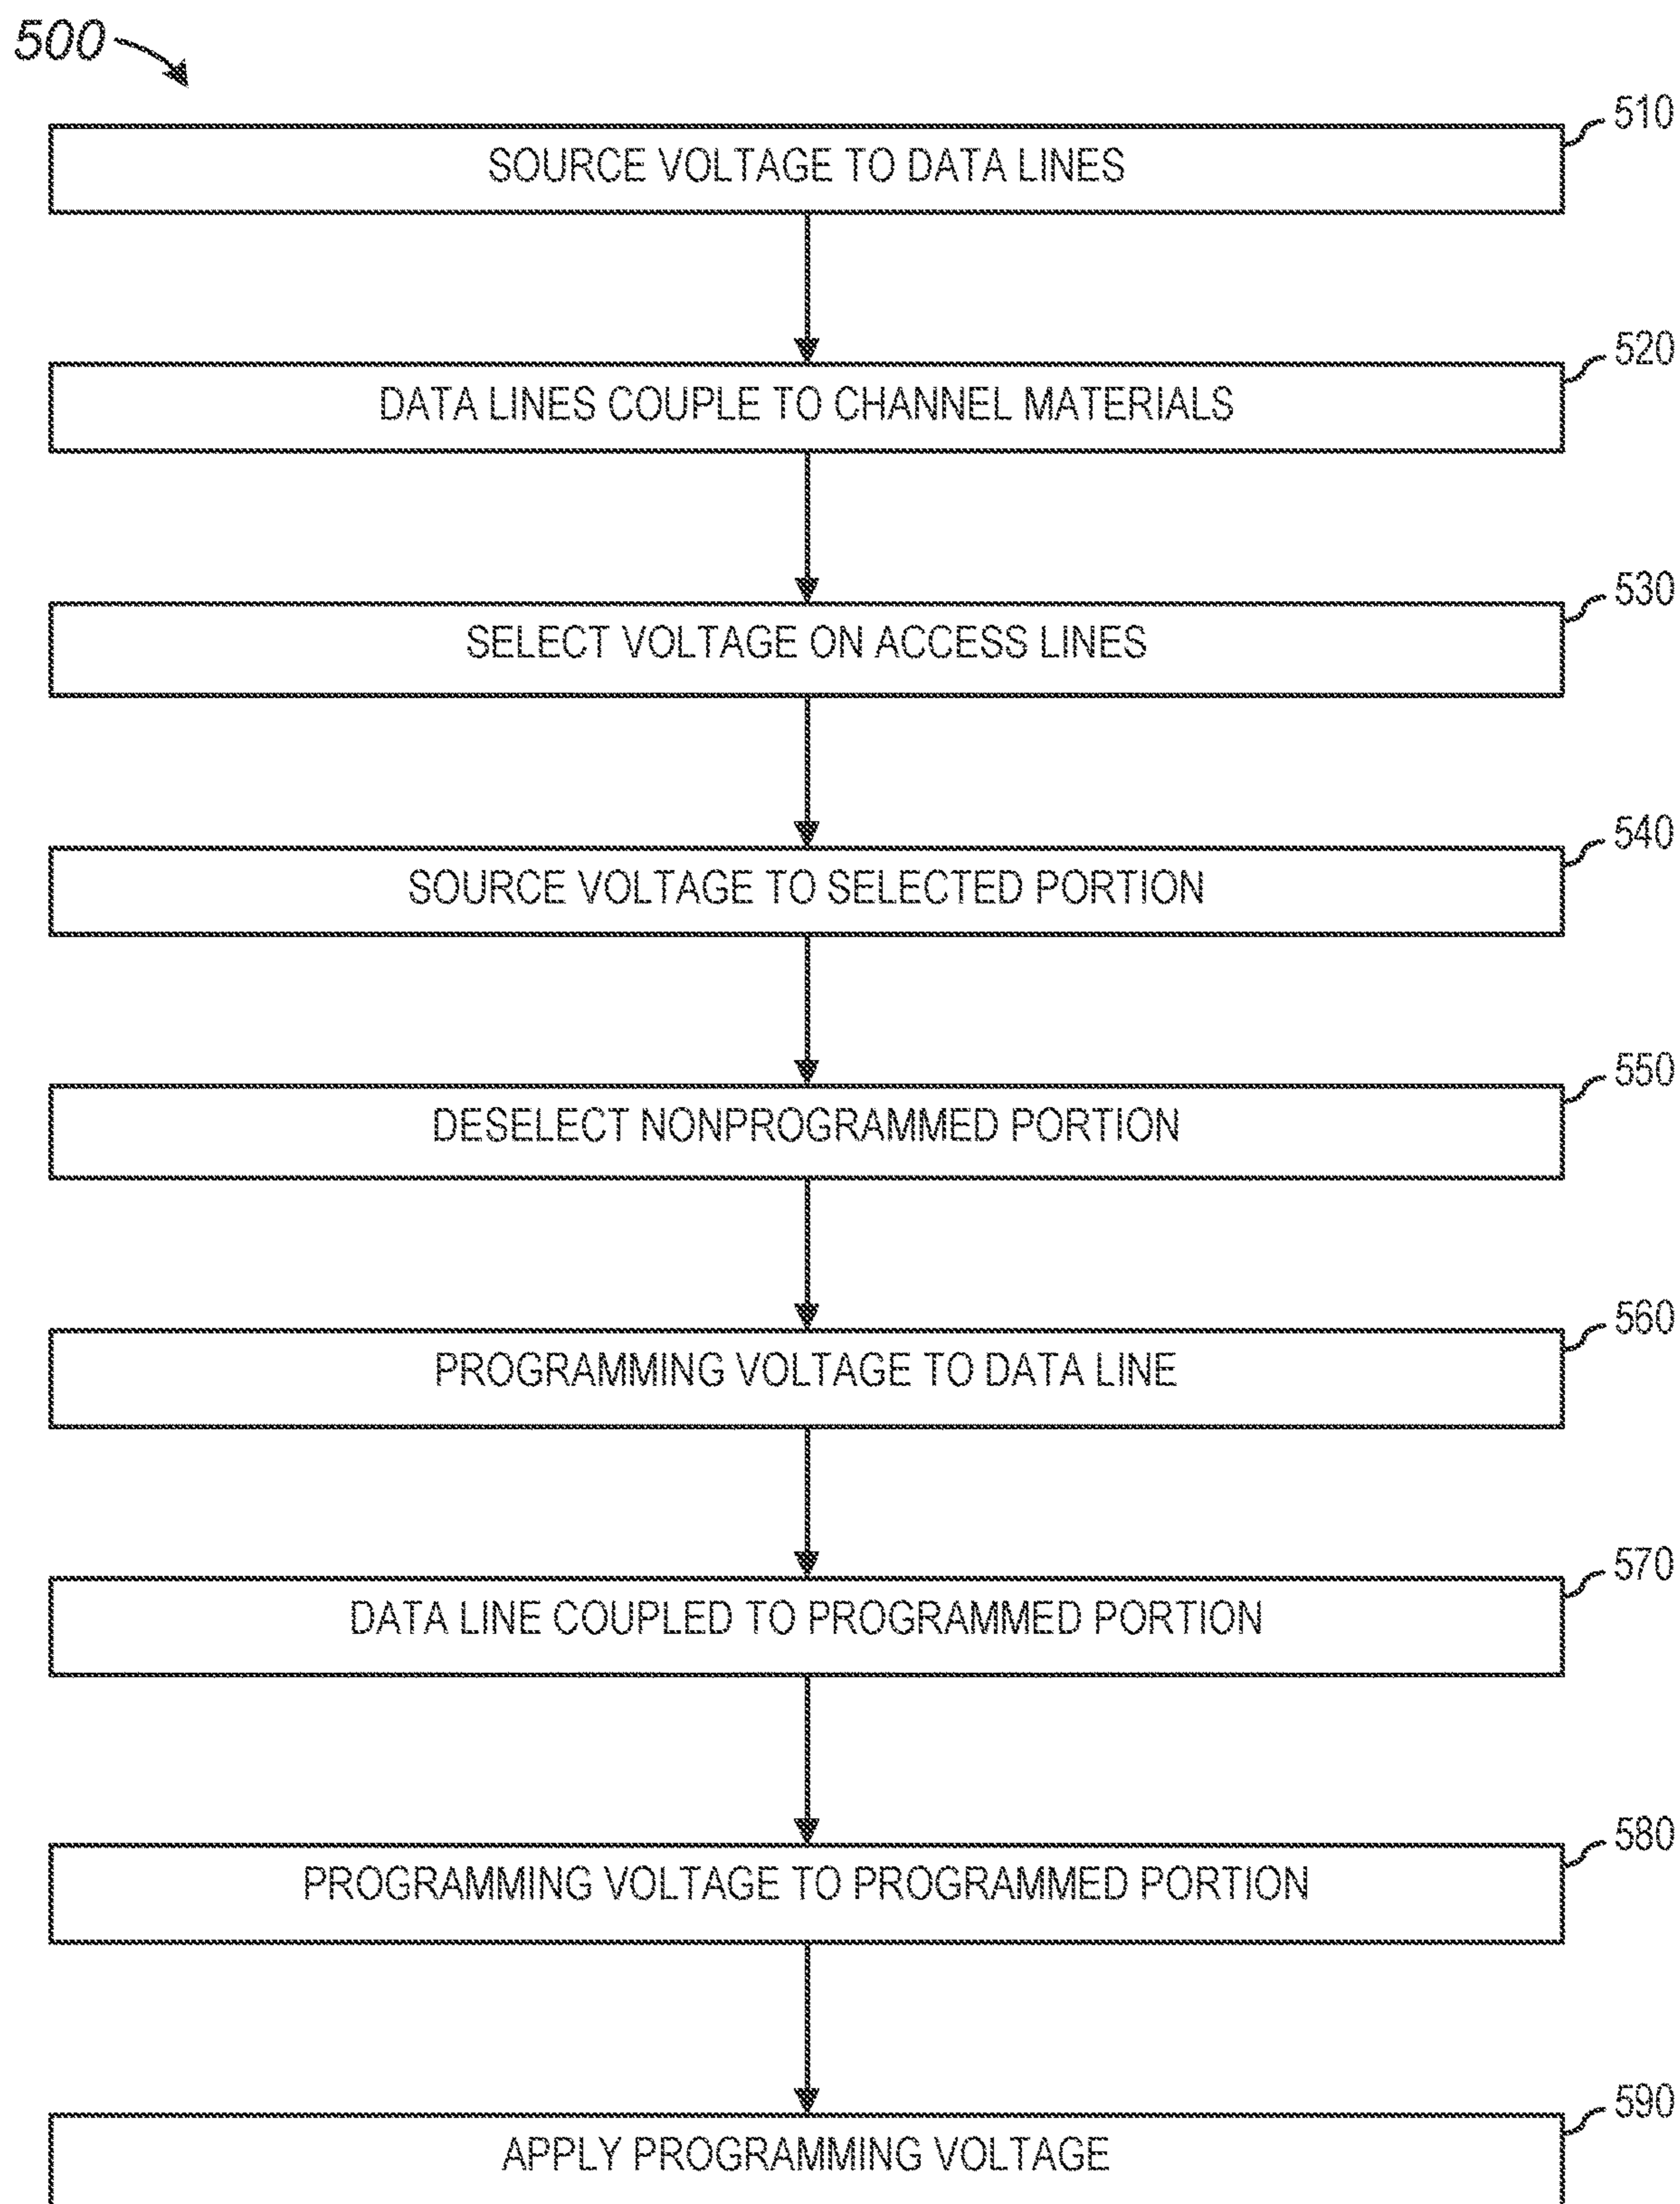 500
510
SOURCE VOLTAGE TO DATA LINES
520
DATA LINES COUPLE TO CHANNEL MATERIALS
530
SELECT VOLTAGE ON ACCESS LINES
540
SOURCE VOLTAGE TO SELECTED PORTION
550
DESELECT NONPROGRAMMED PORTION
560
PROGRAMMING VOLTAGE TO DATA LINE
570
DATA LINE COUPLED TO PROGRAMMED PORTION
580
PROGRAMMING VOLTAGE TO PROGRAMMED PORTION
590
APPLY PROGRAMMING VOLTAGE